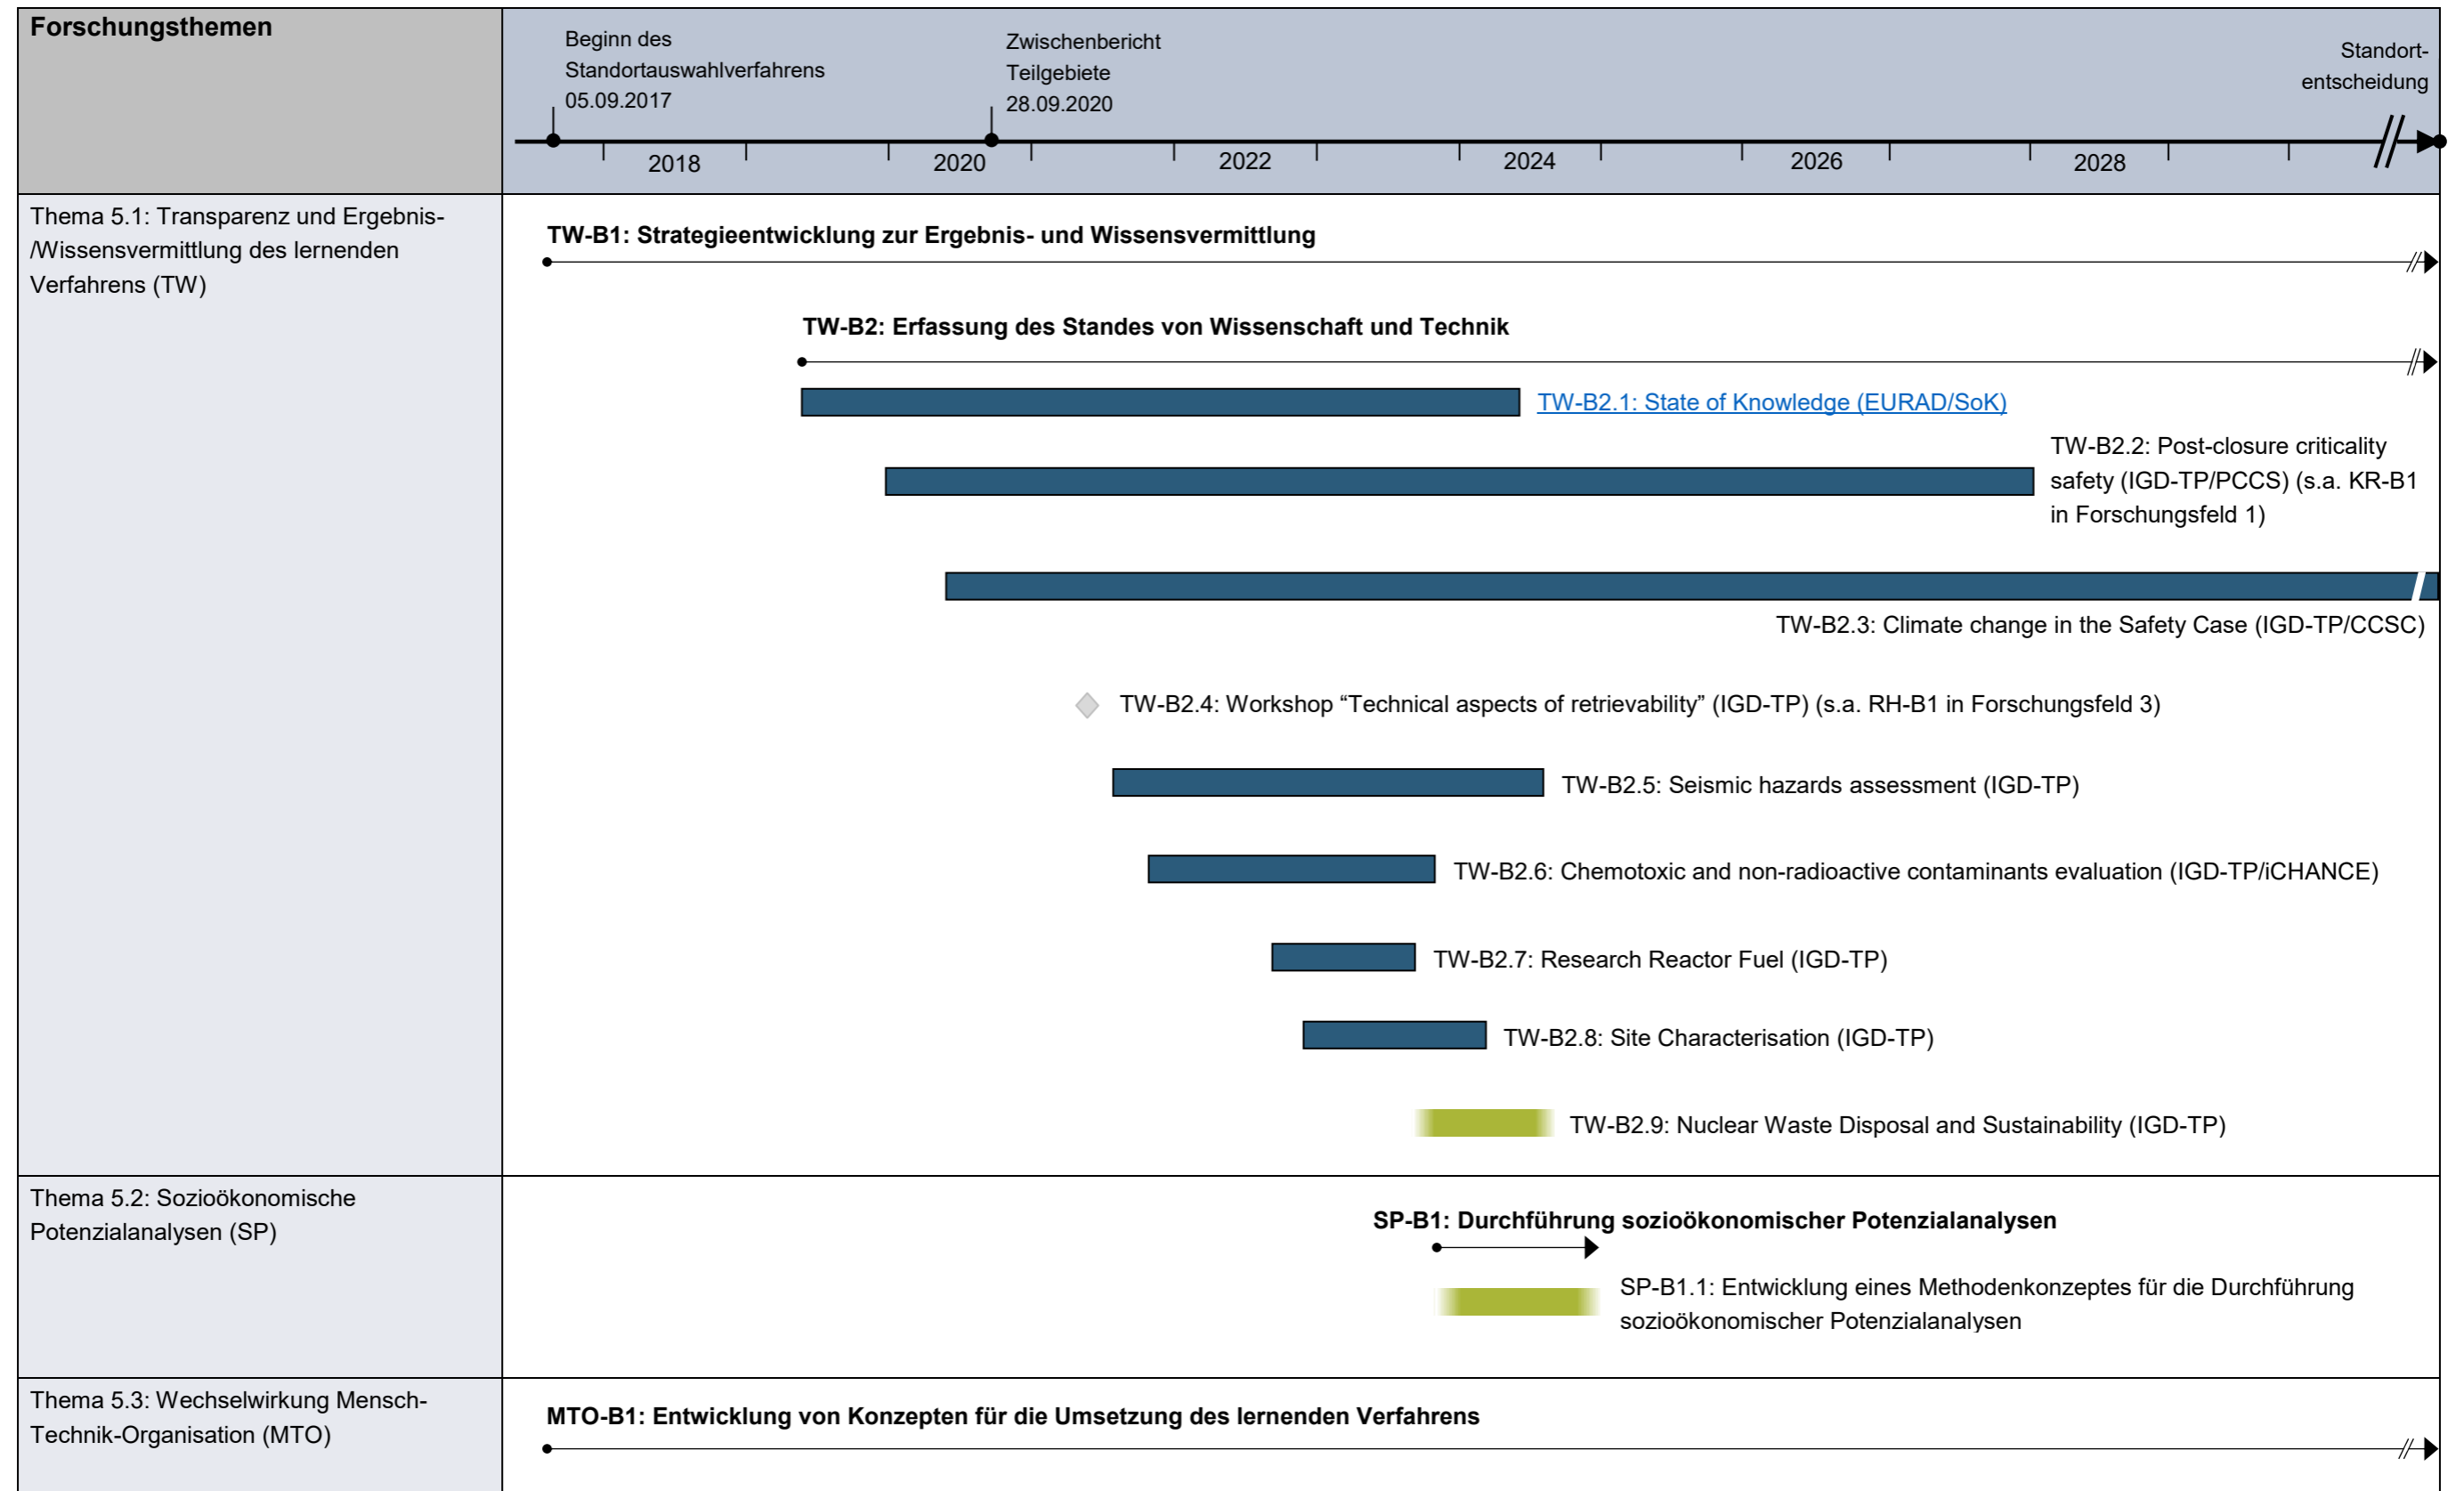 Forschungsthemen
Beginn des
Standortauswahlverfahrens
05.09.2017
Zwischenbericht
Teilgebiete
28.09.2020
Standort-
entscheidung
2018
2020
2022
2024
2026
2028
Thema 5.1: Transparenz und Ergebnis-
/Wissensvermittlung des lernenden
Verfahrens (TW)
TW-B1: Strategieentwicklung zur Ergebnis- und Wissensvermittlung
TW-B2: Erfassung des Standes von Wissenschaft und Technik
TW-B2.1: State of Knowledge (EURAD/SoK)
TW-B2.2: Post-closure criticality
safety (IGD-TP/PCCS) (s.a. KR-B1
in Forschungsfeld 1)
TW-B2.3: Climate change in the Safety Case (IGD-TP/CCSC)
TW-B2.4: Workshop “Technical aspects of retrievability” (IGD-TP) (s.a. RH-B1 in Forschungsfeld 3)
TW-B2.5: Seismic hazards assessment (IGD-TP)
TW-B2.6: Chemotoxic and non-radioactive contaminants evaluation (IGD-TP/iCHANCE)
TW-B2.7: Research Reactor Fuel (IGD-TP)
TW-B2.8: Site Characterisation (IGD-TP)
TW-B2.9: Nuclear Waste Disposal and Sustainability (IGD-TP)
Thema 5.2: Sozioökonomische
Potenzialanalysen (SP)
SP-B1: Durchführung sozioökonomischer Potenzialanalysen
SP-B1.1: Entwicklung eines Methodenkonzeptes für die Durchführung
sozioökonomischer Potenzialanalysen
Thema 5.3: Wechselwirkung Mensch-
Technik-Organisation (MTO)
MTO-B1: Entwicklung von Konzepten für die Umsetzung des lernenden Verfahrens